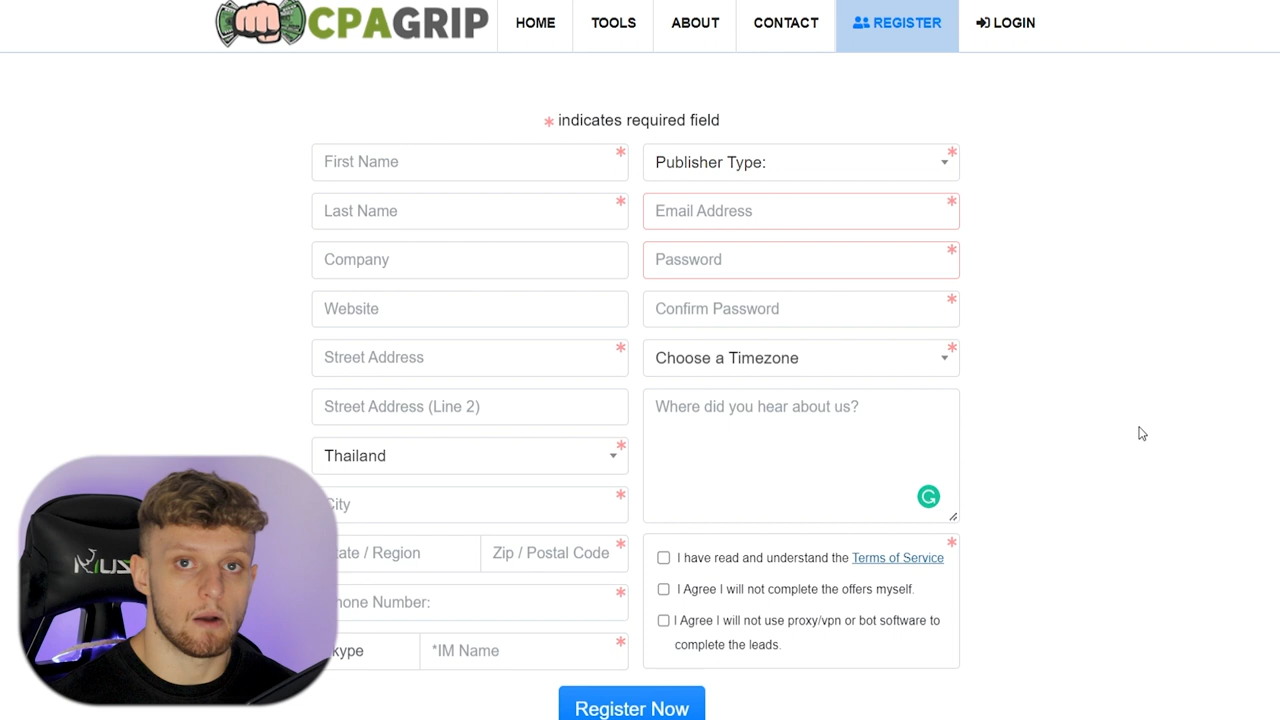 CPAGRIP
HOME
TOOLS
ABOUT
CONTACT
REGISTER
LOGIN
* indicates required field
First Name *
Publisher Type: *
Last Name *
Email Address *
Company
Password *
Website
Confirm Password *
Street Address *
Choose a Timezone *
Street Address (Line 2)
Where did you hear about us?
Thailand *
City *
ate / Region
Zip / Postal Code *
I have read and understand the Terms of Service *
I Agree I will not complete the offers myself.
I Agree I will not use proxy/vpn or bot software to
complete the leads.
hone Number: *
kype
*IM Name *
Register Now